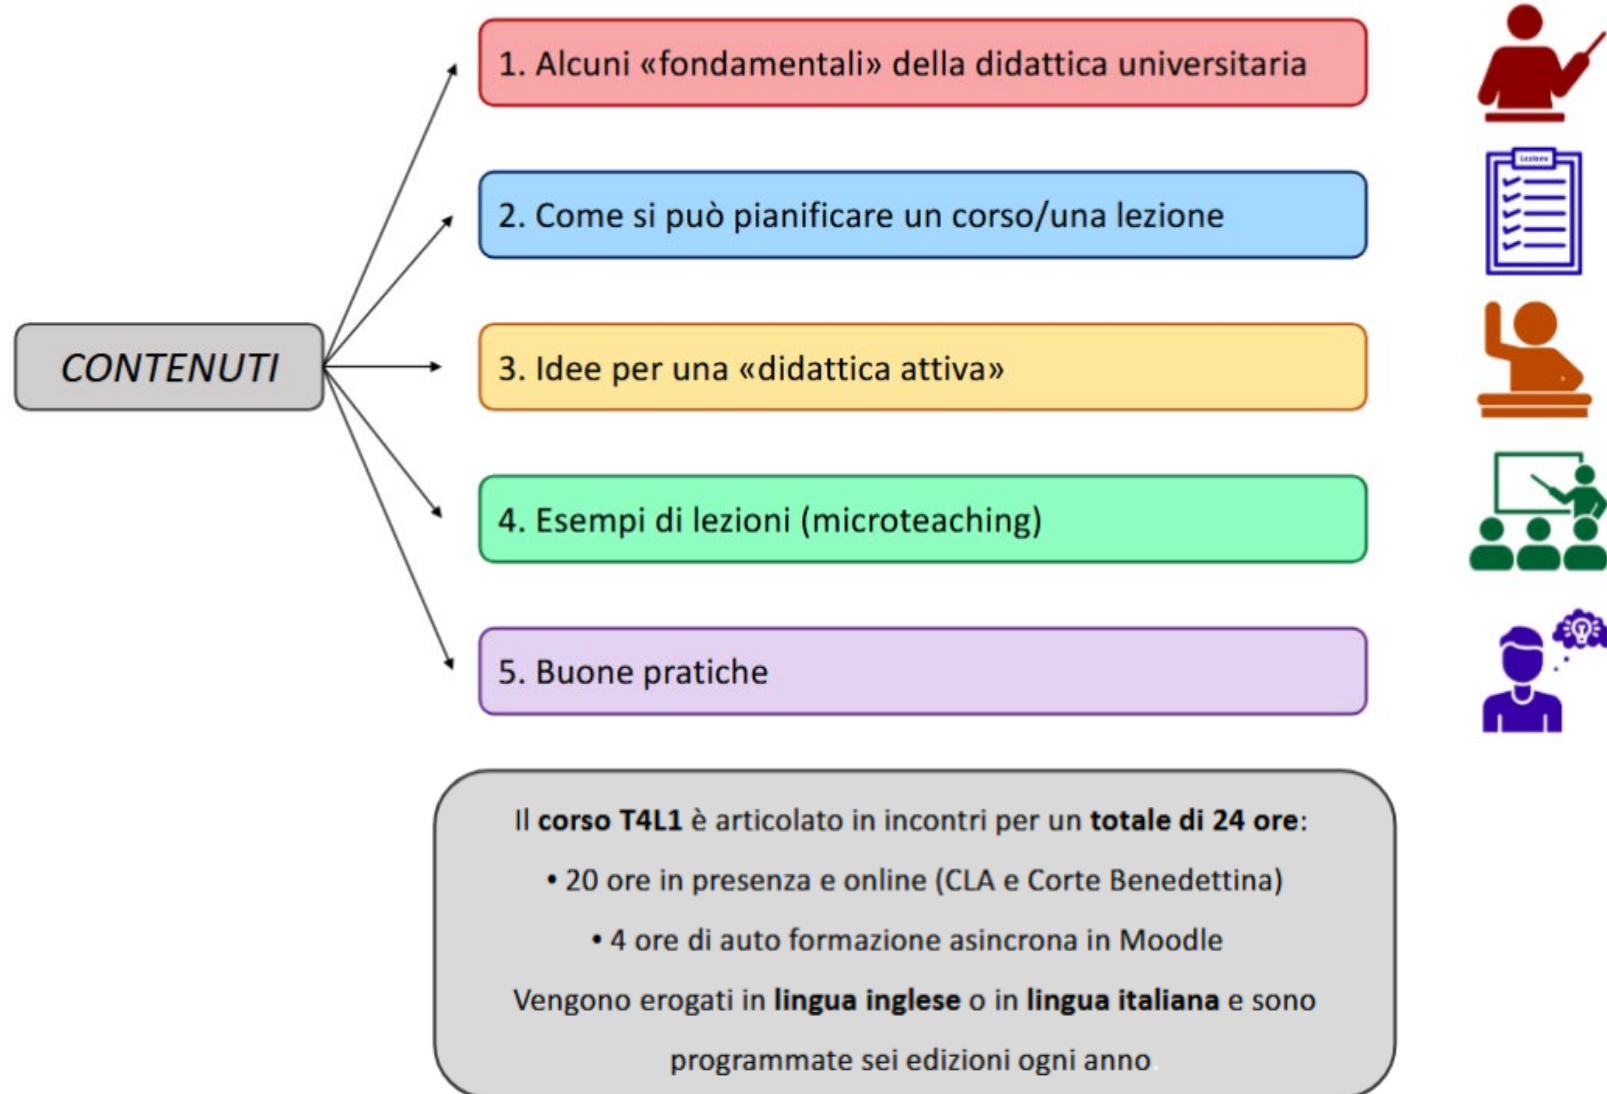 1. Alcuni «fondamentali» della didattica universitaria
Lezione
2. Come si può pianificare un corso/una lezione
CONTENUTI
3. Idee per una «didattica attiva»
4. Esempi di lezioni (microteaching)
5. Buone pratiche
Il corso T4L1 è articolato in incontri per un totale di 24 ore:
• 20 ore in presenza e online (CLA e Corte Benedettina)
• 4 ore di auto formazione asincrona in Moodle
Vengono erogati in lingua inglese o in lingua italiana e sono
programmate sei edizioni ogni anno.